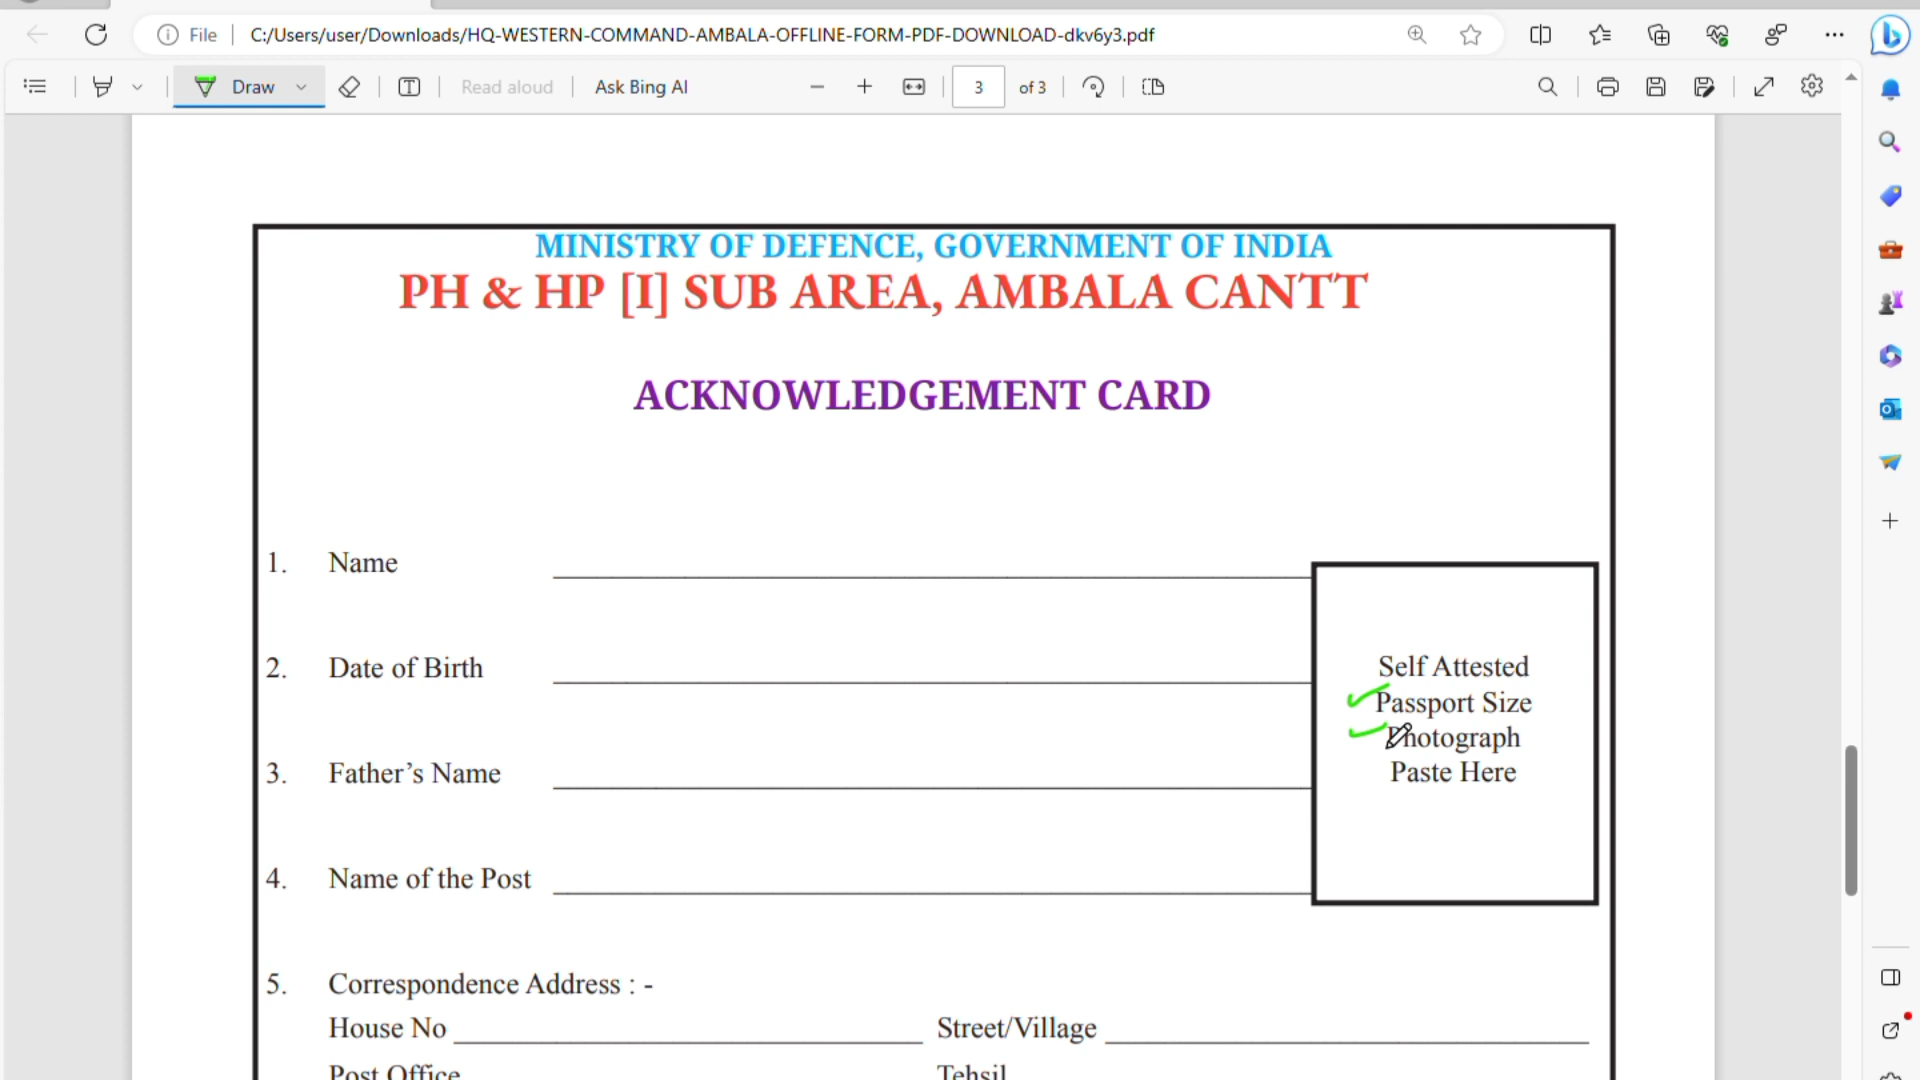 File
C:/Users/user/Downloads/HQ-WESTERN-COMMAND-AMBALA-OFFLINE-FORM-PDF-DOWNLOAD-dkv6y3.pdf
Draw
Read aloud
Ask Bing AI
3
of 3
MINISTRY OF DEFENCE, GOVERNMENT OF INDIA
PH & HP [I] SUB AREA, AMBALA CANTT
ACKNOWLEDGEMENT CARD
1. Name
2. Date of Birth
3. Father’s Name
4. Name of the Post
Self Attested
Passport Size
Photograph
Paste Here
5. Correspondence Address : -
House No
Street/Village
Post Office
Tehsil